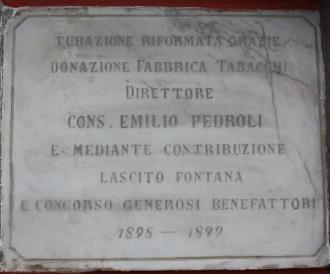 TUBAZIONE RIFORMATA GRAZIE
DONAZIONE FABBRICA TABACCHI
DIRETTORE
CONS. EMILIO PEDROLI
E MEDIANTE CONTRIBUZIONE
LASCITO FONTANA
E CONCORSO GENEROSI BENEFATTORI
1898 — 1899